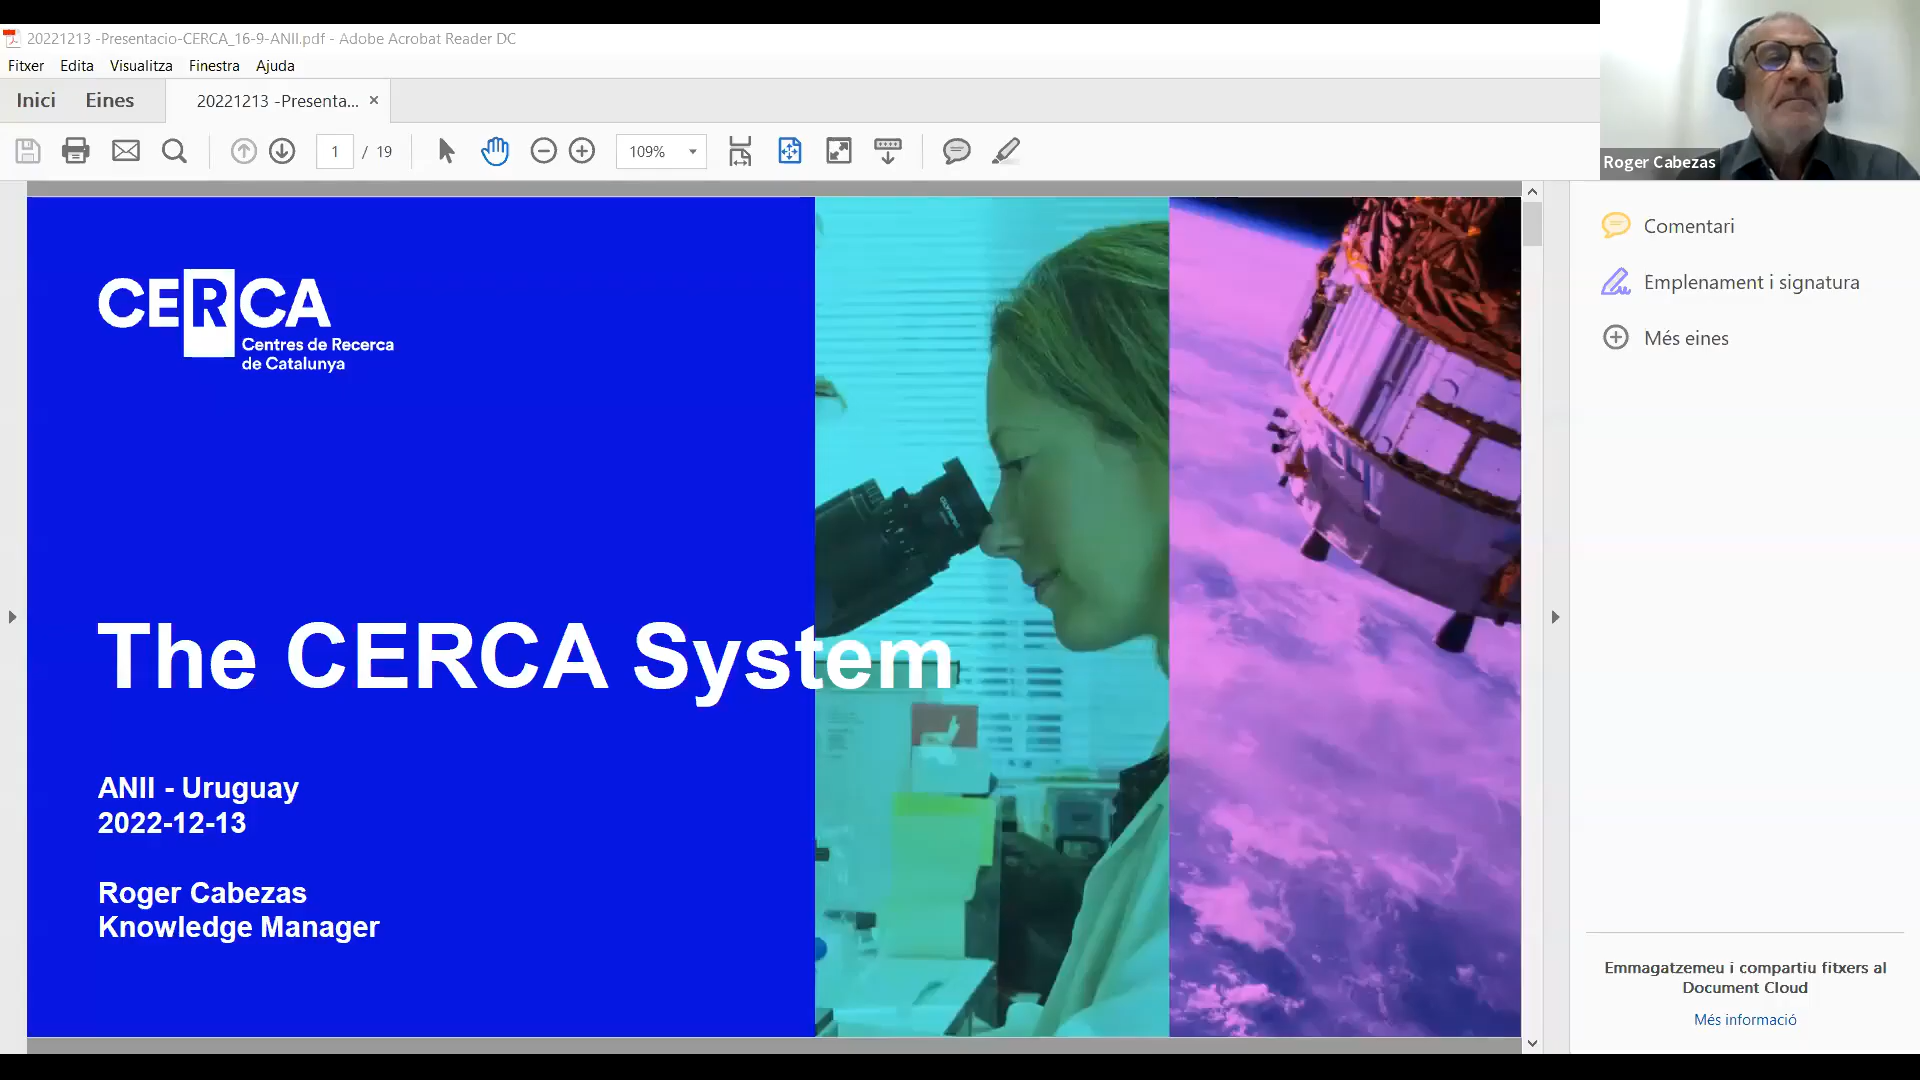 20221213 -Presentacio-CERCA_16-9-ANII.pdf - Adobe Acrobat Reader DC
Fitxer Edita Visualitza Finestra Ajuda
Inici Eines 20221213 -Presenta... ×
1 / 19 109%
Roger Cabezas
CERCA
Centres de Recerca
de Catalunya
OLYMPUS
The CERCA System
ANII - Uruguay
2022-12-13
Roger Cabezas
Knowledge Manager
Comentari
Emplenament i signatura
Més eines
Emmagatzemeu i compartiu fitxers al
Document Cloud
Més informació